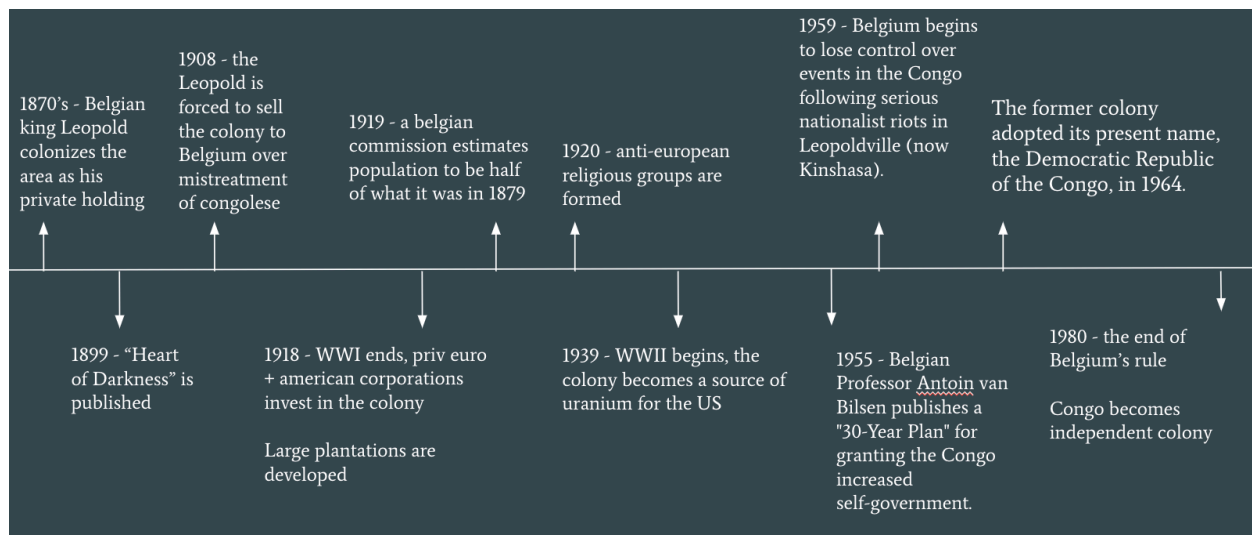 1870's - Belgian
king Leopold
colonizes the
area as his
private holding
1899 - “Heart
of Darkness” is
published
1908 - the
Leopold is
forced to sell
the colony to
Belgium over
mistreatment
of congolese
1918 - WWI ends, priv euro
+ american corporations
invest in the colony
Large plantations are
developed
1919 - a belgian
commission estimates
population to be half
of what it was in 1879
1920 - anti-european
religious groups are
formed
1939 - WWII begins, the
colony becomes a source of
uranium for the US
1955 - Belgian
Professor Antoin van
Bilsen publishes a
"30-Year Plan" for
granting the Congo
increased
self-government.
1959 - Belgium begins
to lose control over
events in the Congo
following serious
nationalist riots in
Leopoldville (now
Kinshasa).
The former colony
adopted its present name,
the Democratic Republic
of the Congo, in 1964.
1980 - the end of
Belgium's rule
Congo becomes
independent colony